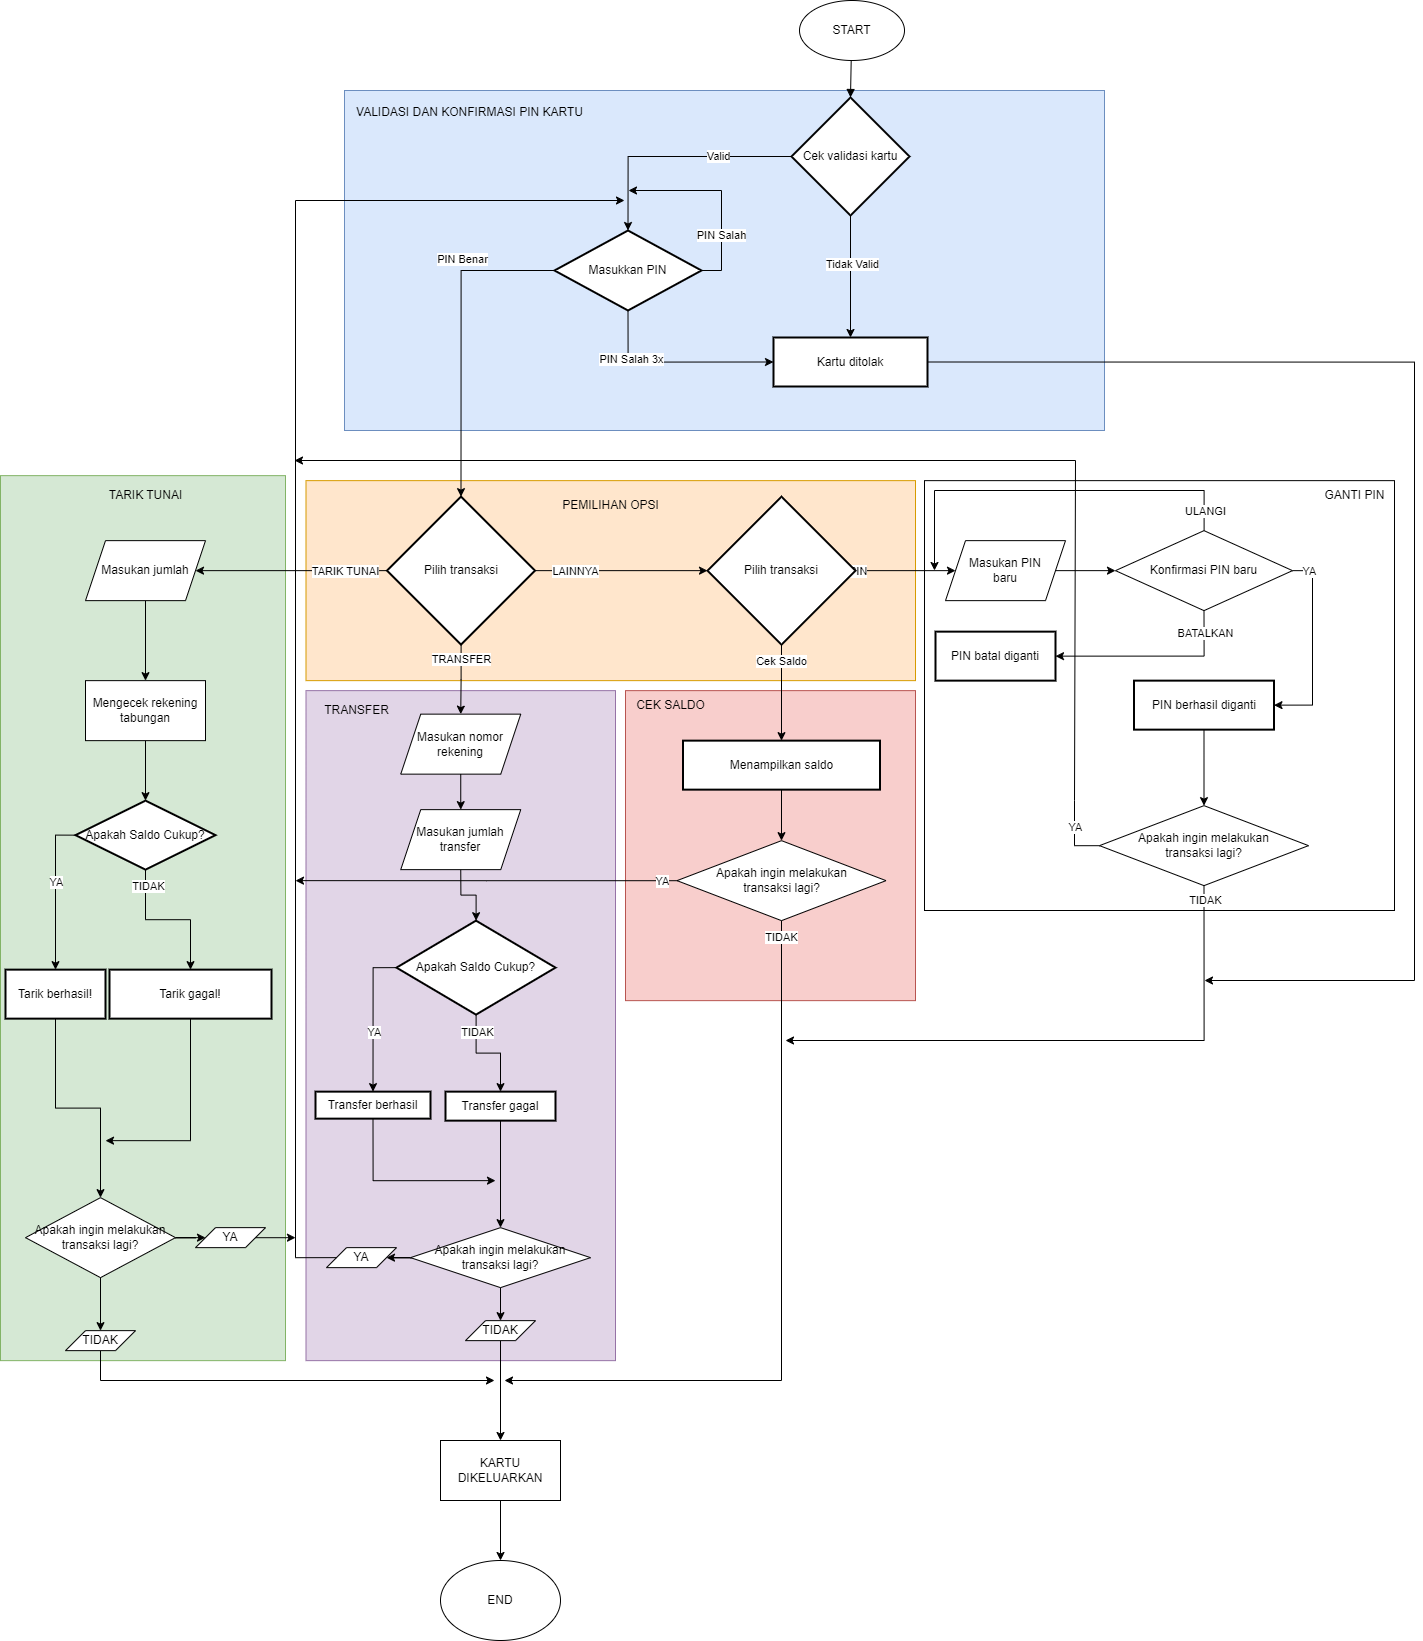 START
VALIDASI DAN KONFIRMASI PIN KARTU
Cek validasi kartu
Valid
PIN Salah
PIN Benar
Masukkan PIN
Tidak Valid
PIN Salah 3x
Kartu ditolak
TARIK TUNAI
Masukan jumlah
Mengecek rekening
tabungan
Apakah Saldo Cukup?
YA
TIDAK
Tarik berhasil!
Tarik gagal!
Apakah ingin melakukan
transaksi lagi?
YA
TIDAK
PEMILIHAN OPSI
TARIK TUNAI
Pilih transaksi
LAINNYA
Pilih transaksi
IN
TRANSFER
Cek Saldo
TRANSFER
Masukan nomor
rekening
Masukan jumlah
transfer
Apakah Saldo Cukup?
YA
TIDAK
Transfer berhasil
Transfer gagal
Apakah ingin melakukan
transaksi lagi?
YA
TIDAK
CEK SALDO
Menampilkan saldo
Apakah ingin melakukan
transaksi lagi?
YA
TIDAK
GANTI PIN
ULANGI
Masukan PIN
baru
Konfirmasi PIN baru
YA
BATALKAN
PIN batal diganti
PIN berhasil diganti
Apakah ingin melakukan
transaksi lagi?
YA
TIDAK
KARTU
DIKELUARKAN
END